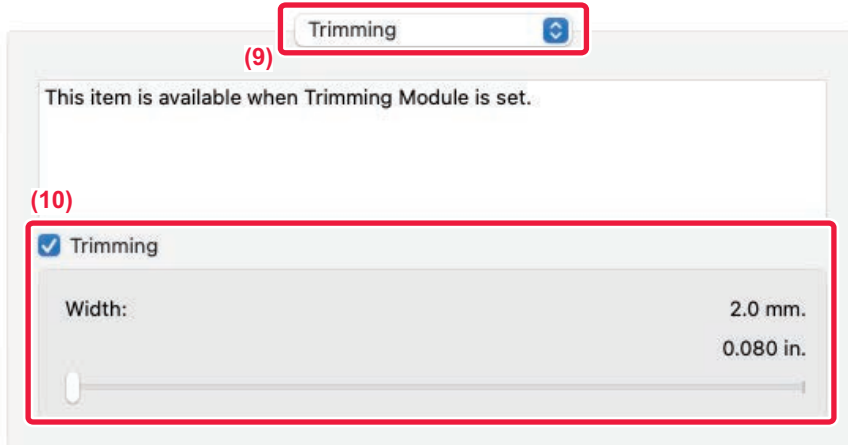 Trimming
(9)
This item is available when Trimming Module is set.
(10)
Trimming
Width: 2.0 mm.
0.080 in.